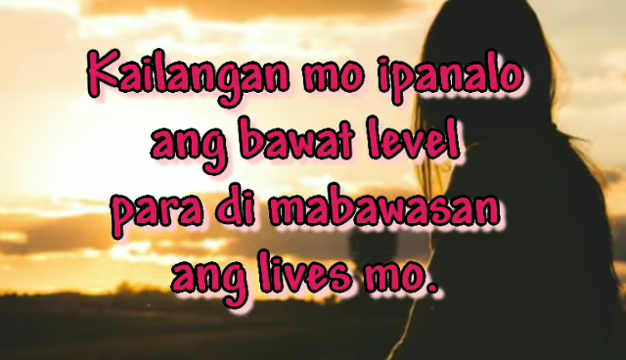 Kailangan mo ipanalo
ang bawat level
para di mabawasan
ang lives mo.